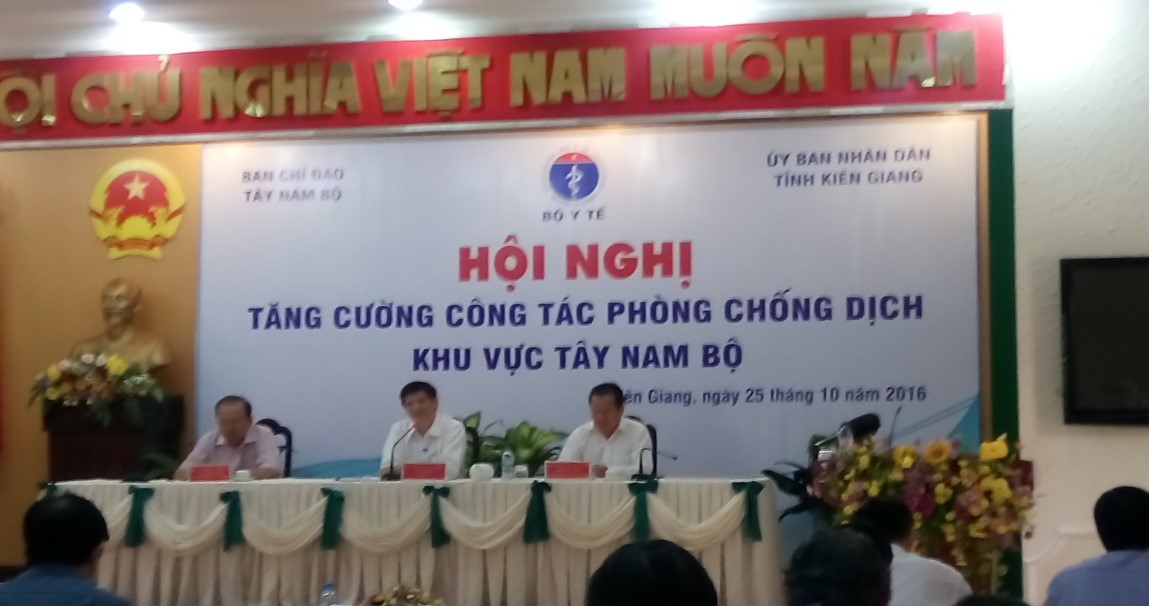 ỘI CHỦ NGHĨA VIỆT NAM MUÔN NĂM
BAN CHỈ ĐẠO
TÂY NAM BỘ
BỘ Y TẾ
ỦY BAN NHÂN DÂN
TỈNH KIÊN GIANG
HỘI NGHỊ
TĂNG CƯỜNG CÔNG TÁC PHÒNG CHỐNG DỊCH
KHU VỰC TÂY NAM BỘ
ên Giang, ngày 25 tháng 10 năm 2016